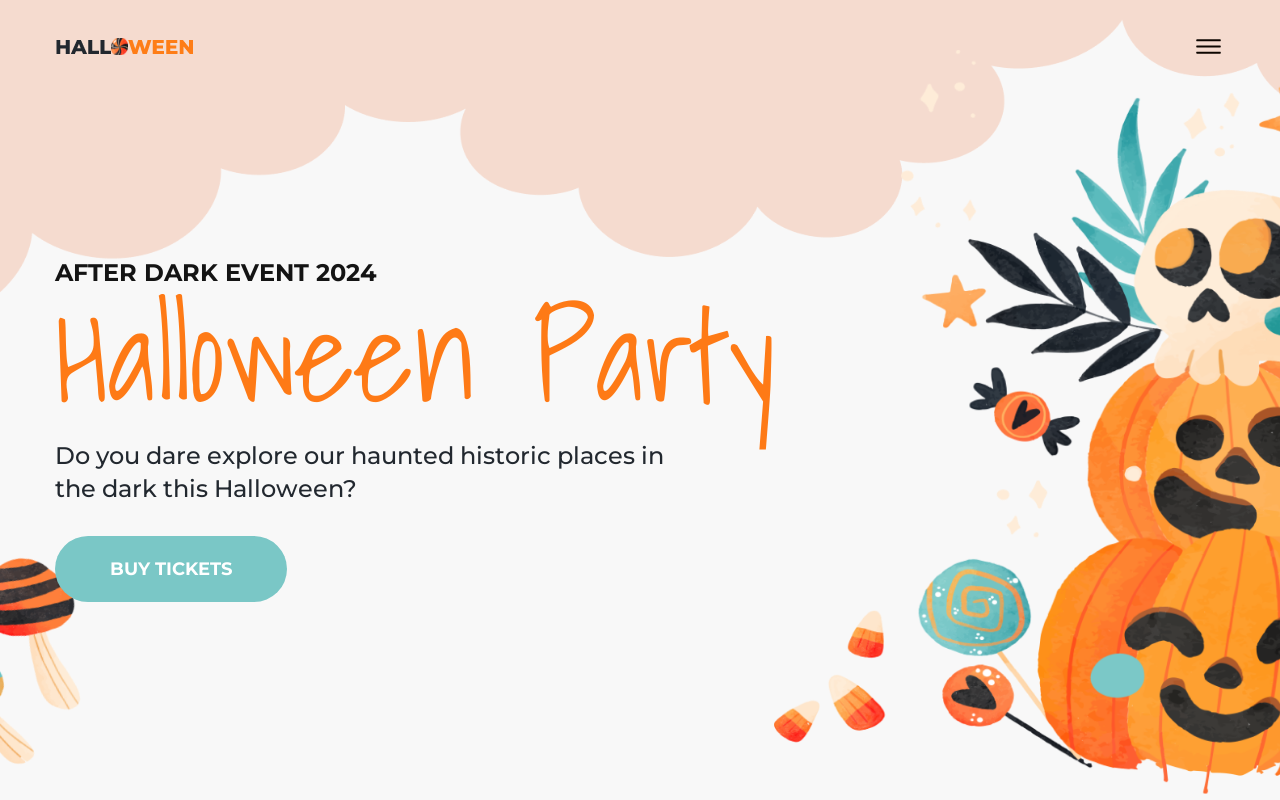 HALLOWEEN
AFTER DARK EVENT 2024
Halloween Party
Do you dare explore our haunted historic places in
the dark this Halloween?
BUY TICKETS